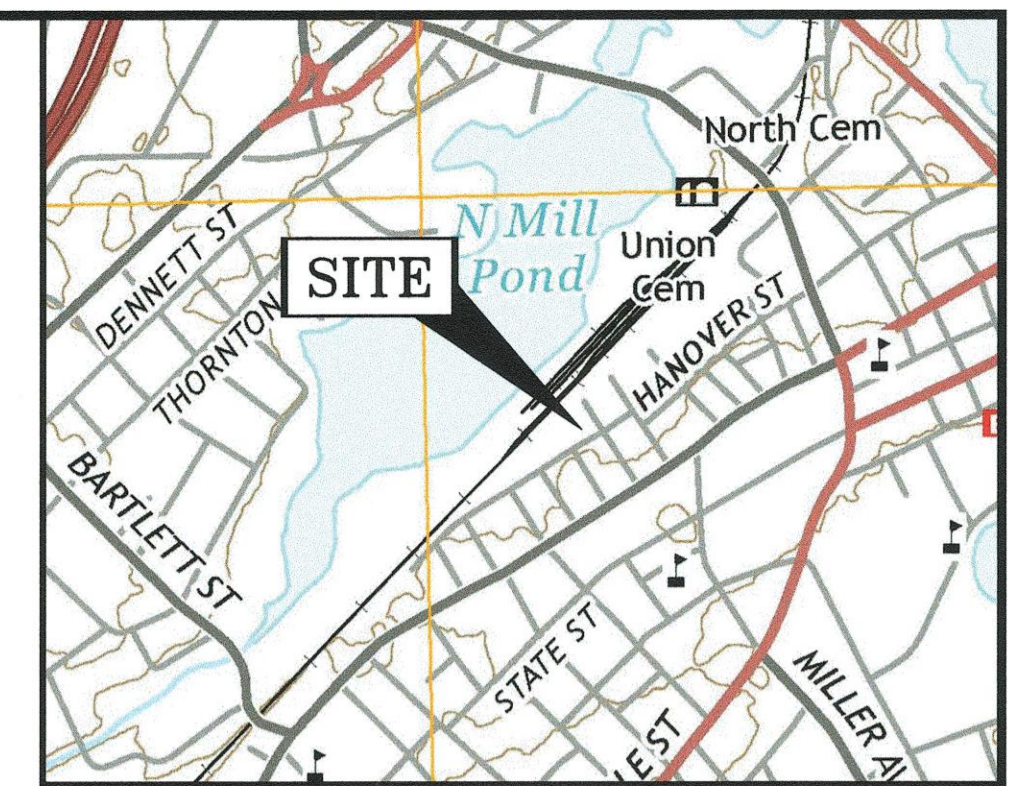 North Cem
N Mill
Pond
Union
Cem
SITE
DENNETT ST
THORNTON
HANOVER ST
BARTLETT ST
STATE ST
MILLER